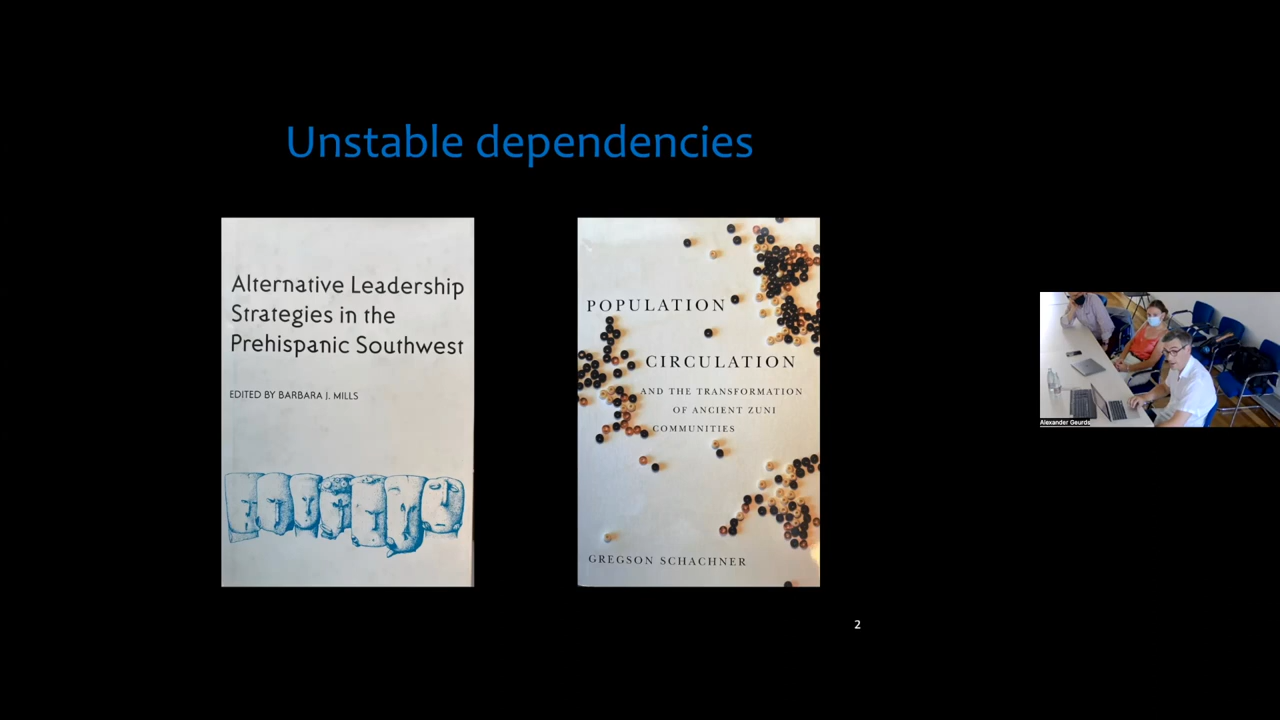 Unstable dependencies
Alternative Leadership
Strategies in the
Prehispanic Southwest
EDITED BY BARBARA J. MILLS
POPULATION
CIRCULATION
AND THE TRANSFORMATION
OF ANCIENT ZUNI
COMMUNITIES
GREGSON SCHACHNER
2
Alexander Geurds